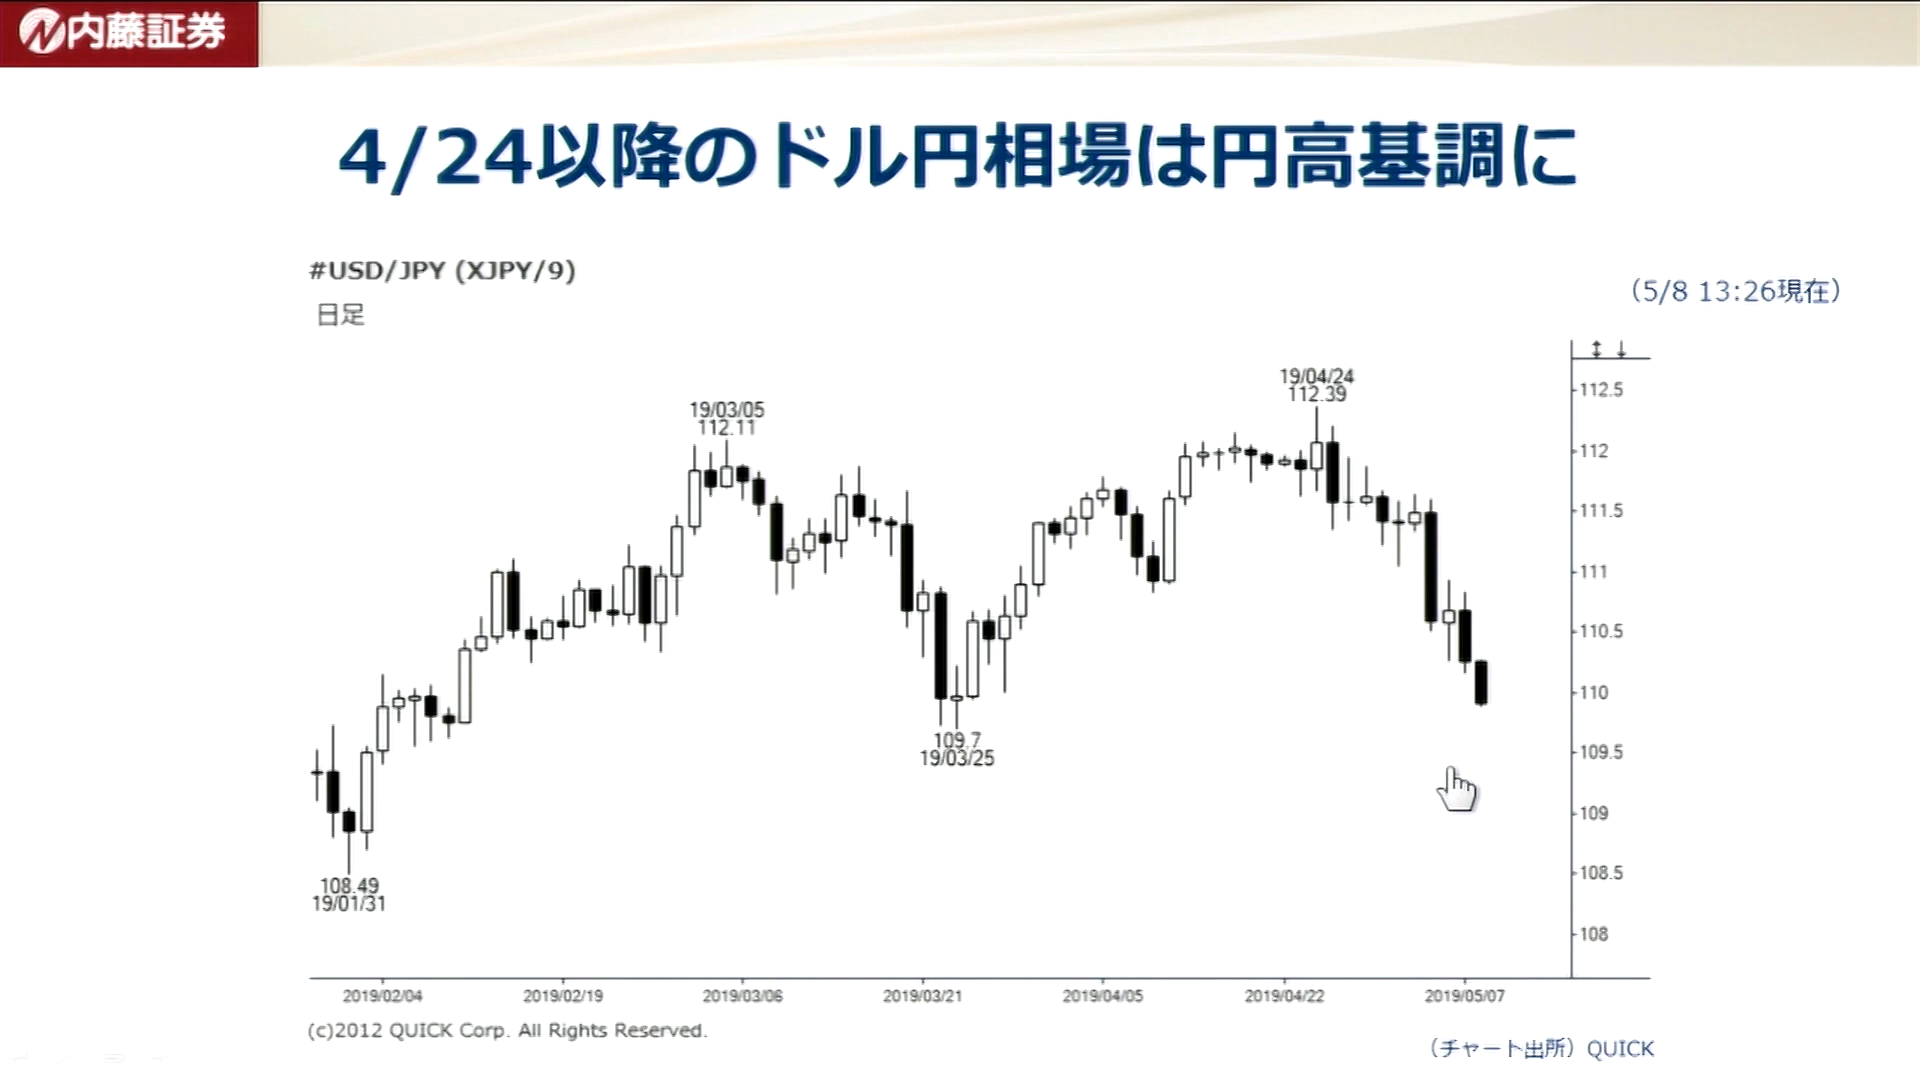 内藤証券
4/24以降のドル円相場は円高基調に
#USD/JPY (XJPY/9)
日足
（5/8 13:26現在）
19/04/24
112.39
19/03/05
112.11
109.7
19/03/25
108.49
19/01/31
112.5
112
111.5
111
110.5
110
109.5
109
108.5
108
2019/02/04 2019/02/19 2019/03/06 2019/03/21 2019/04/05 2019/04/22 2019/05/07
(c)2012 QUICK Corp. All Rights Reserved.
（チャート出所）QUICK